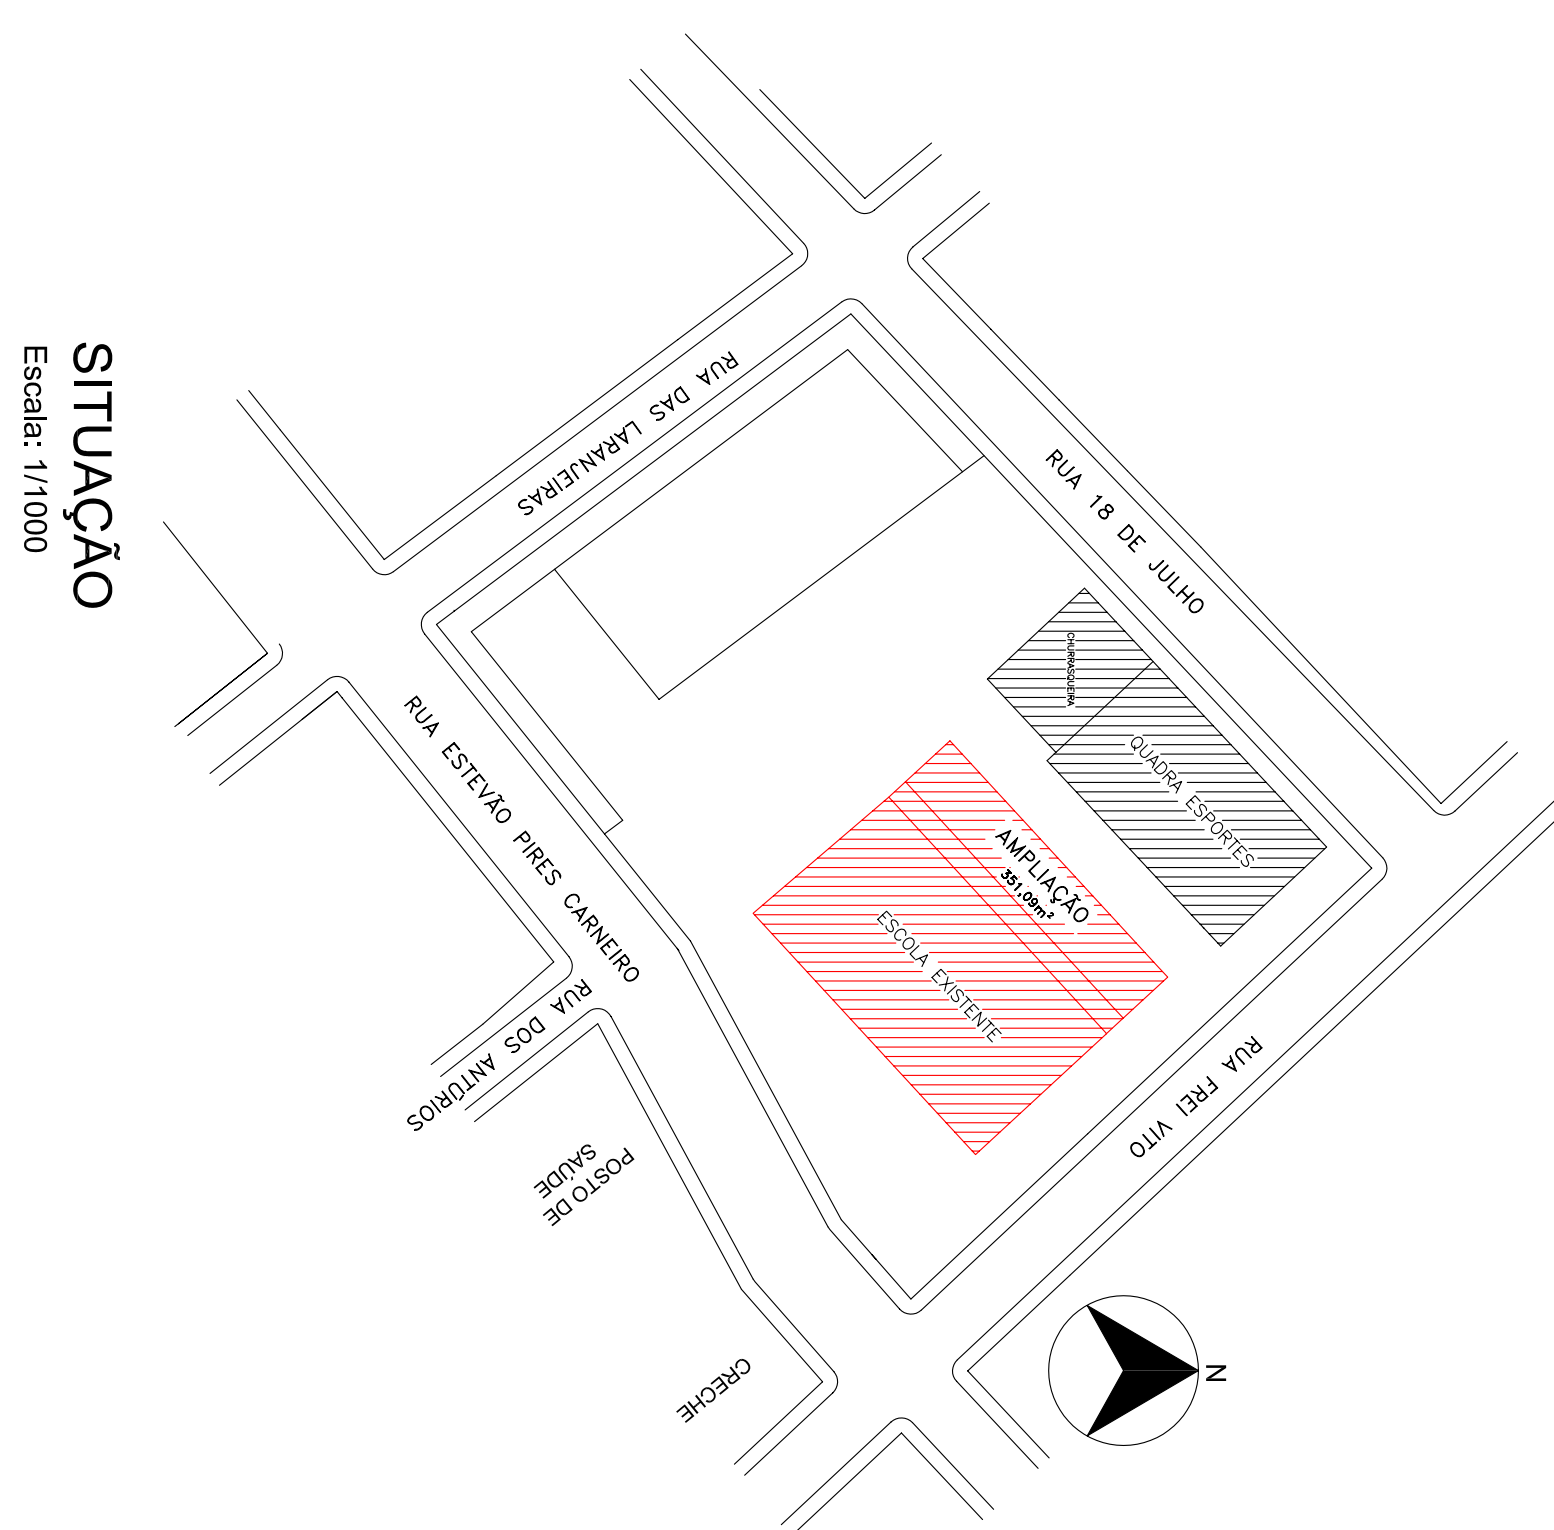 SITUAÇÃO
Escala: 1/1000
RUA DAS LARANJEIRAS
RUA 18 DE JULHO
CHURRASQUEIRA
QUADRA ESPORTES
AMPLIAÇÃO
351,09m²
ESCOLA EXISTENTE
RUA ESTEVÃO PIRES CARNEIRO
RUA DOS ANTÚRIOS
RUA FREI VITO
POSTO DE
SAÚDE
CRECHE
N